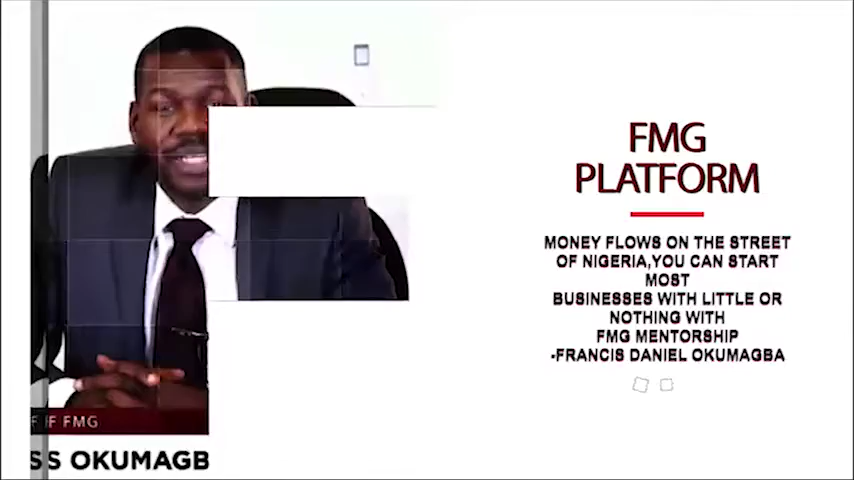 FMG
PLATFORM
MONEY FLOWS ON THE STREET
OF NIGERIA,YOU CAN START
MOST
BUSINESSES WITH LITTLE OR
NOTHING WITH
FMG MENTORSHIP
-FRANCIS DANIEL OKUMAGBA
F FMG
SS OKUMAGB